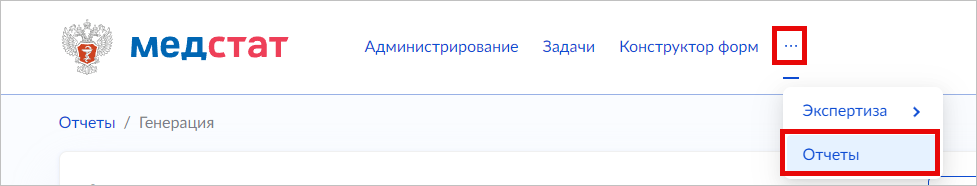 медстат
Администрирование Задачи Конструктор форм ...
Экспертиза >
Отчеты / Генерация
Отчеты